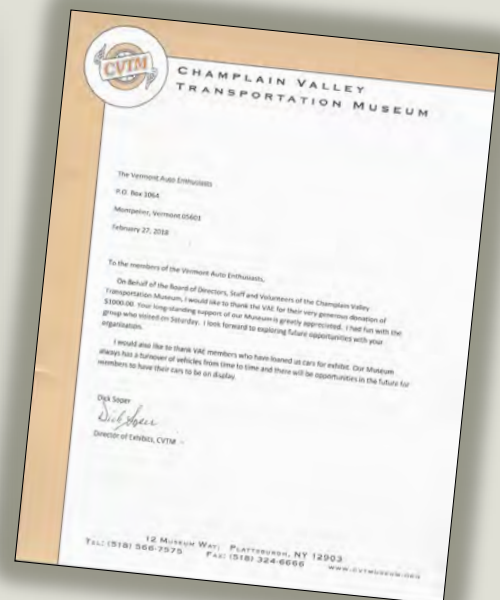 CVTM
CHAMPLAIN VALLEY
TRANSPORTATION MUSEUM
The Vermont Auto Enthusiasts
P.O. Box 1064
Montpelier, Vermont 05601
February 27, 2018
To the members of the Vermont Auto Enthusiasts,
On Behalf of the Board of Directors, Staff and Volunteers of the Champlain Valley
Transportation Museum, I would like to thank the VAE for their very generous donation of
$1000.00. Your long-standing support of our Museum is greatly appreciated. I had fun with the
group who visited on Saturday. I look forward to exploring future opportunities with your
organization.
I would also like to thank VAE members who have loaned us cars for exhibit. Our Museum
always has a turnover of vehicles from time to time and there will be opportunities in the future for
members to have their cars to be on display.
Dick Soper
Dick Soper
Director of Exhibits, CVTM
12 MUSEUM WAY; PLATTSBURGH, NY 12903
TEL: (518) 566-7575 FAX: (518) 324-6666 WWW.CVTMUSEUM.ORG